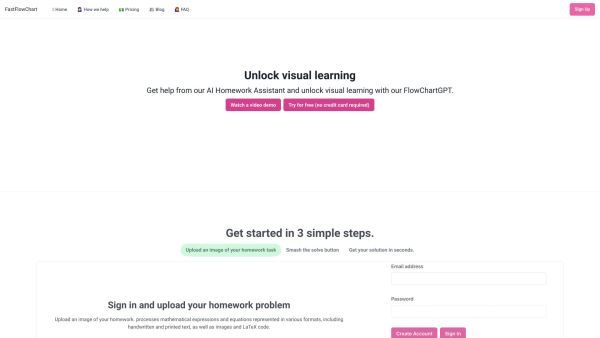 FastFlowChart
Home
How we help
Pricing
Blog
FAQ
Sign Up
Unlock visual learning
Get help from our AI Homework Assistant and unlock visual learning with our FlowChartGPT.
Watch a video demo
Try for free (no credit card required)
Get started in 3 simple steps.
Upload an image of your homework task
Smash the solve button
Get your solution in seconds.
Email address
Sign in and upload your homework problem
Password
Upload an image of your homework, processes mathematical expressions and equations represented in various formats, including
handwritten and printed text, as well as images and LaTeX code.
Create Account
Sign In